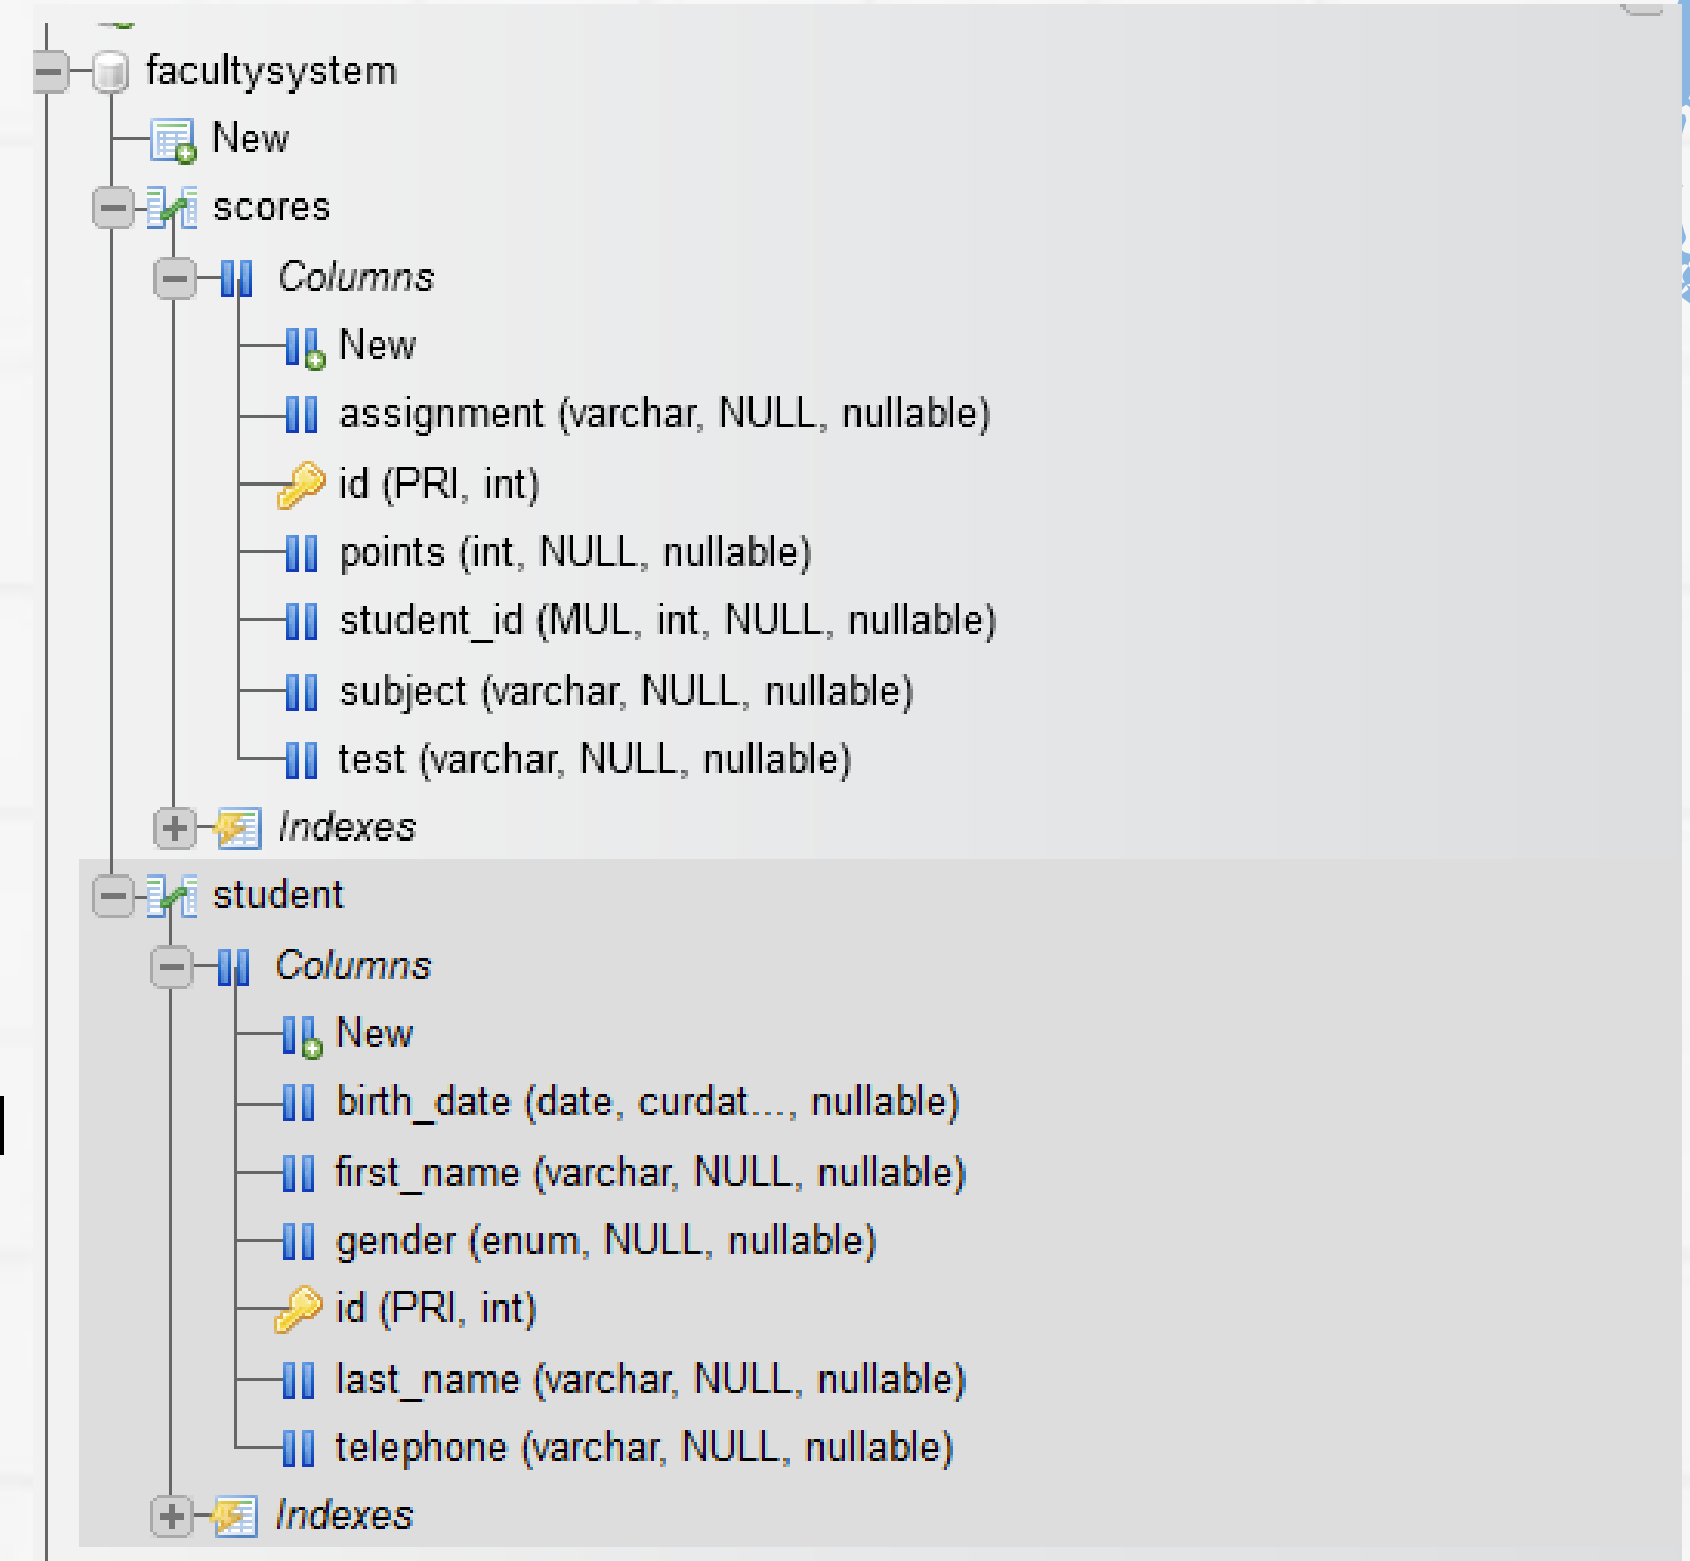 facultysystem
New
scores
Columns
New
assignment (varchar, NULL, nullable)
id (PRI, int)
points (int, NULL, nullable)
student_id (MUL, int, NULL, nullable)
subject (varchar, NULL, nullable)
test (varchar, NULL, nullable)
Indexes
student
Columns
New
birth_date (date, curdat..., nullable)
first_name (varchar, NULL, nullable)
gender (enum, NULL, nullable)
id (PRI, int)
last_name (varchar, NULL, nullable)
telephone (varchar, NULL, nullable)
Indexes